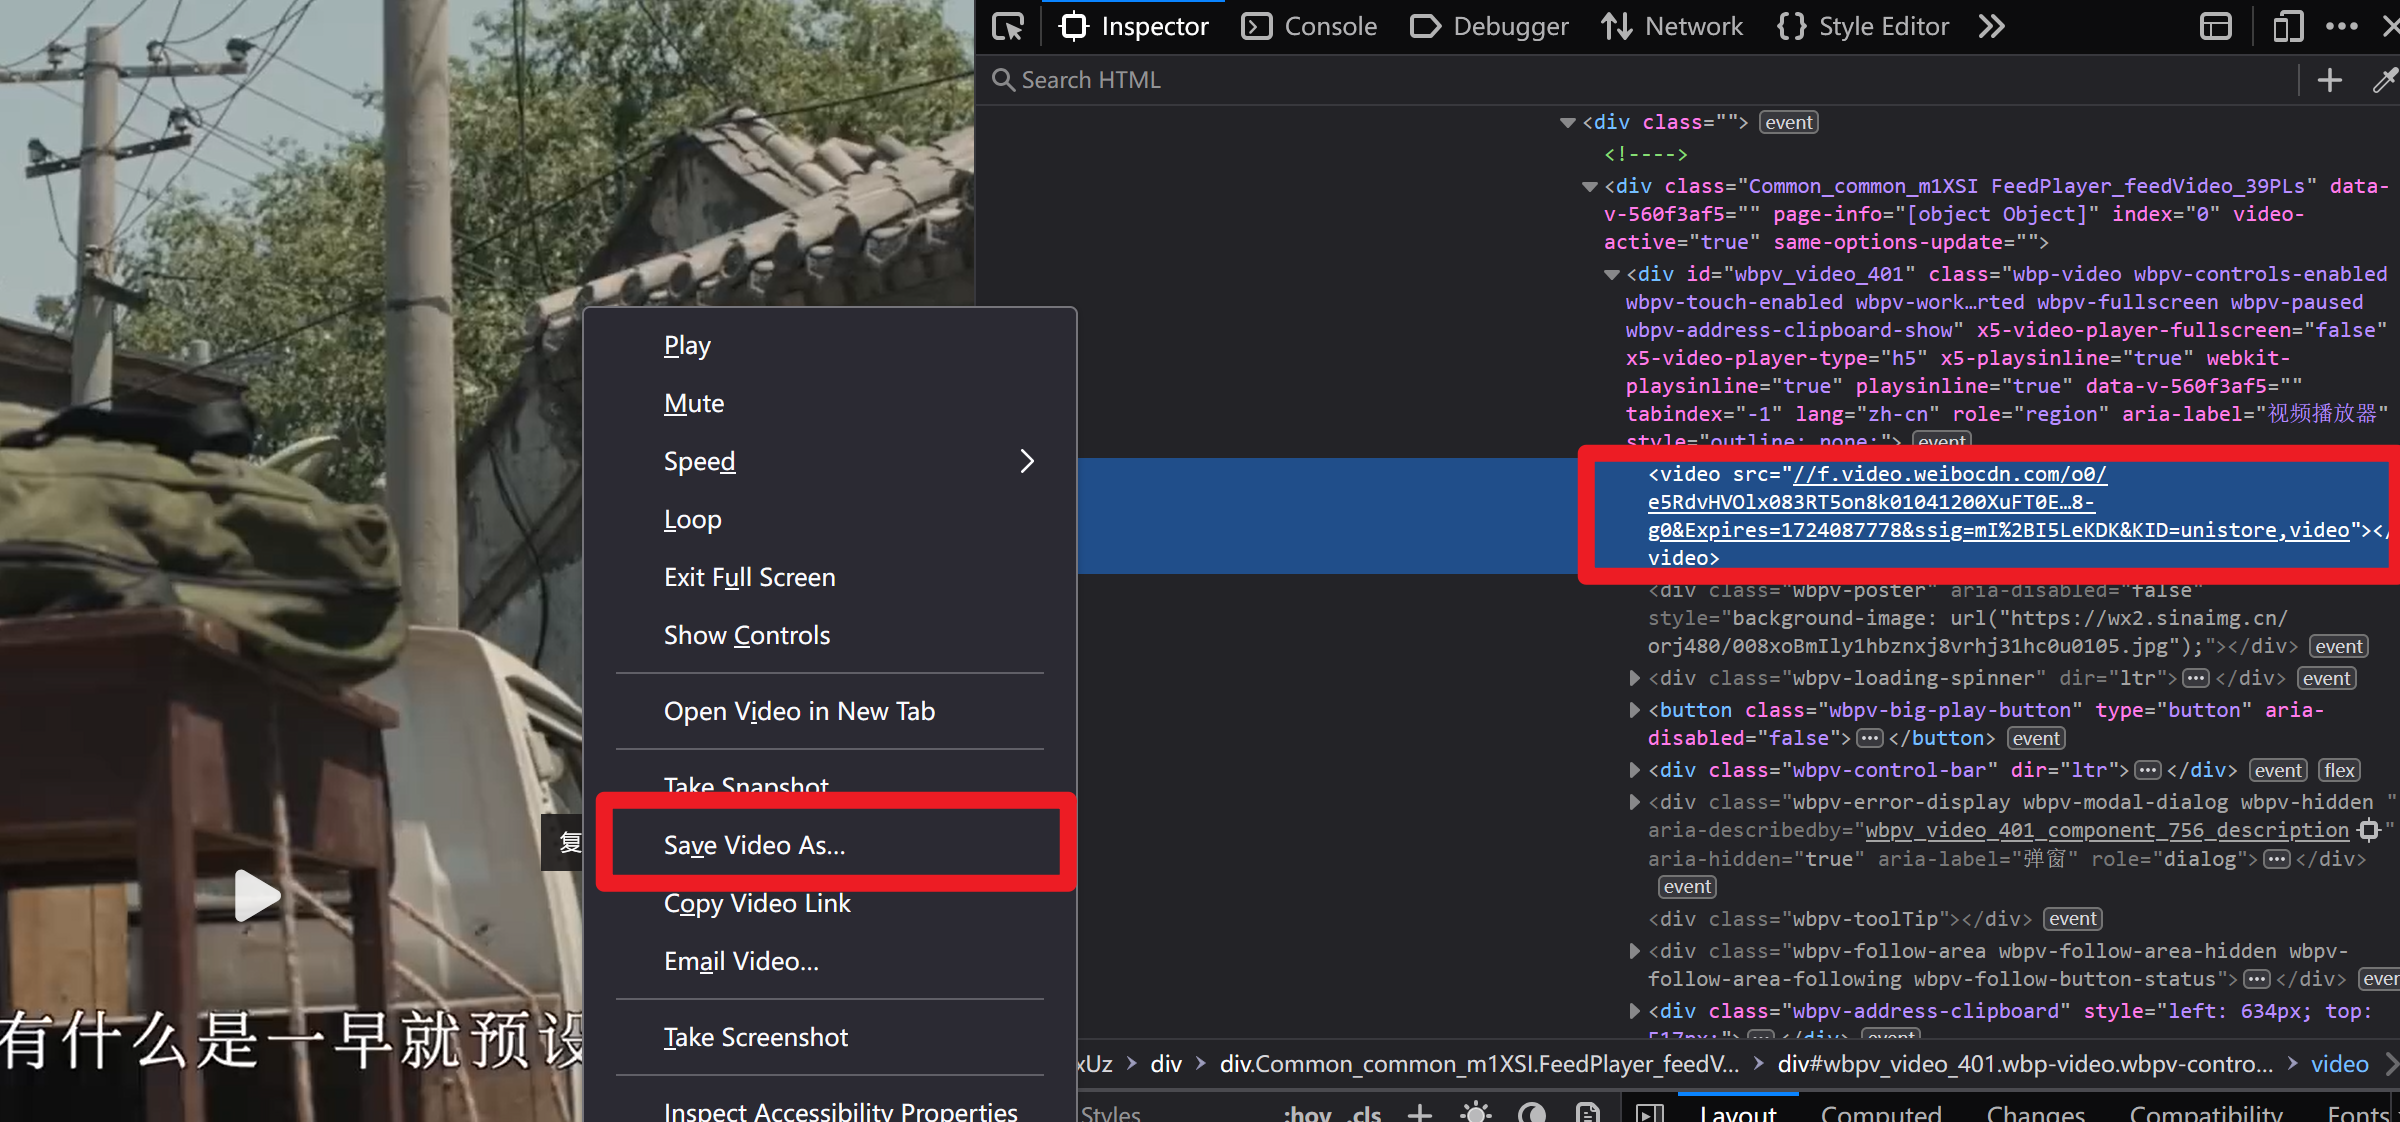 Inspector Console Debugger Network Style Editor
Search HTML
<div class=""> event
<!---->
<div class="Common_common_m1XSI FeedPlayer_feedVideo_39PLs" data-
v-560f3af5="" page-info="[object Object]" index="0" video-
active="true" same-options-update="">
<div id="wbpv_video_401" class="wbp-video wbpv-controls-enabled
wbpv-touch-enabled wbpv-work…rted wbpv-fullscreen wbpv-paused
wbpv-address-clipboard-show" x5-video-player-fullscreen="false"
x5-video-player-type="h5" x5-playsinline="true" webkit-
playsinline="true" playsinline="true" data-v-560f3af5=""
tabindex="-1" lang="zh-cn" role="region" aria-label="视频播放器"
style="outline: none;"> event
<video src="//f.video.weibocdn.com/o0/
e5RdvHVOlx083RT5on8k01041200XuFT0E…8-
g0&Expires=1724087778&ssig=mI%2BI5LeKDK&KID=unistore,video"></
video>
<div class="wbpv-poster" aria-disabled="false"
style="background-image: url("https://wx2.sinaimg.cn/
orj480/008xoBmIly1hbznxj8vrhj31hc0u0105.jpg");"></div> event
<div class="wbpv-loading-spinner" dir="ltr">…</div> event
<button class="wbpv-big-play-button" type="button" aria-
disabled="false">…</button> event
<div class="wbpv-control-bar" dir="ltr">…</div> event flex
<div class="wbpv-error-display wbpv-modal-dialog wbpv-hidden "
aria-describedby="wbpv_video_401_component_756_description"
aria-hidden="true" aria-label="弹窗" role="dialog">…</div>
event
<div class="wbpv-toolTip"></div> event
<div class="wbpv-follow-area wbpv-follow-area-hidden wbpv-
follow-area-following wbpv-follow-button-status">…</div> even
<div class="wbpv-address-clipboard" style="left: 634px; top:
517px;">…</div> event
xUz > div > div.Common_common_m1XSI.FeedPlayer_feedV... > div#wbpv_video_401.wbp-video.wbpv-contro... > video
Styles :hov .cls Layout Computed Changes Compatibility Fonts
Play
Mute
Speed
Loop
Exit Full Screen
Show Controls
Open Video in New Tab
Take Snapshot
Save Video As...
Copy Video Link
Email Video...
Take Screenshot
Inspect Accessibility Properties
复
有什么是一早就预设